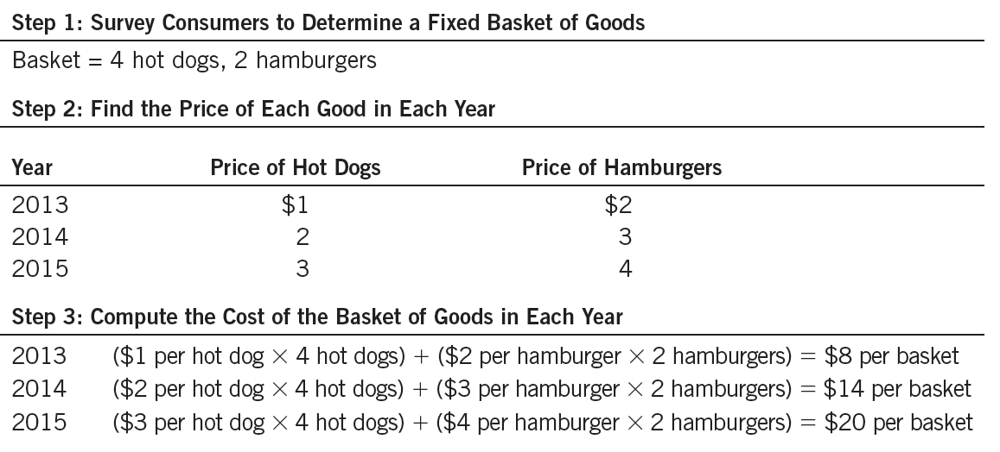 Step 1: Survey Consumers to Determine a Fixed Basket of Goods
Basket = 4 hot dogs, 2 hamburgers
Step 2: Find the Price of Each Good in Each Year
Year Price of Hot Dogs Price of Hamburgers
2013 $1 $2
2014 2 3
2015 3 4
Step 3: Compute the Cost of the Basket of Goods in Each Year
2013 ($1 per hot dog × 4 hot dogs) + ($2 per hamburger × 2 hamburgers) = $8 per basket
2014 ($2 per hot dog × 4 hot dogs) + ($3 per hamburger × 2 hamburgers) = $14 per basket
2015 ($3 per hot dog × 4 hot dogs) + ($4 per hamburger × 2 hamburgers) = $20 per basket